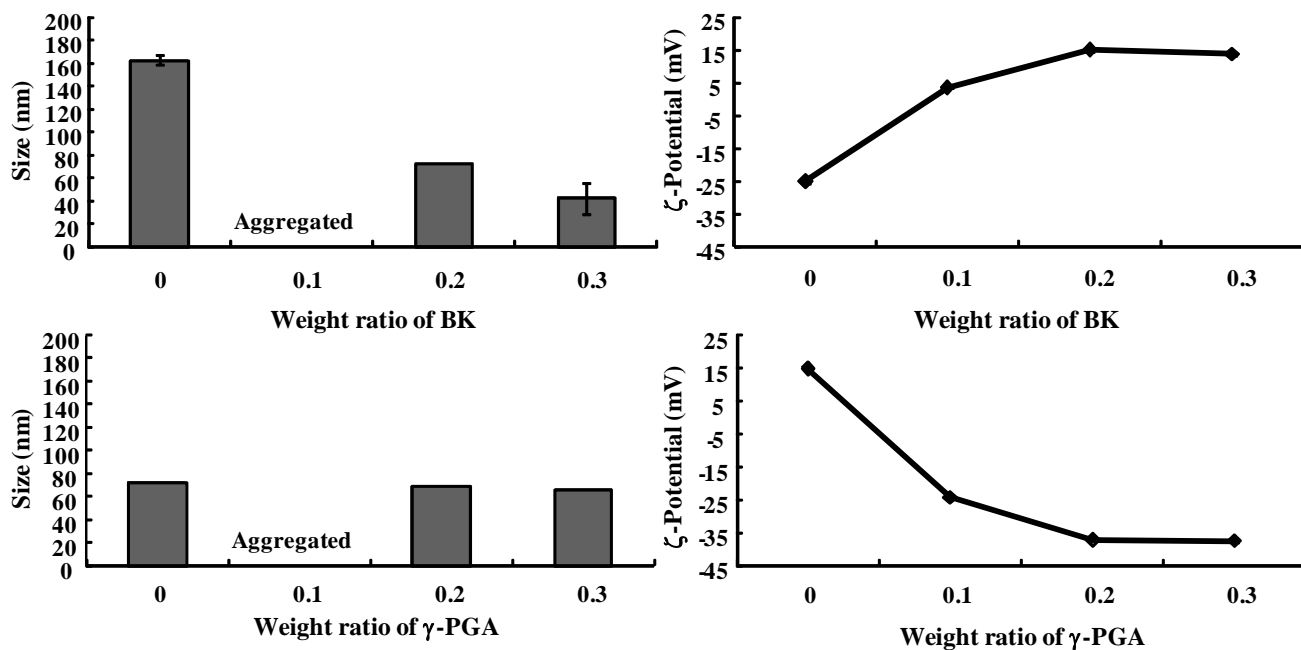 200
180
160
140
120
100
80
60
40
20
0
Size (nm)
Aggregated
0 0.1 0.2 0.3
Weight ratio of BK
25
15
5
-5
-15
-25
-35
-45
ζ-Potential (mV)
0 0.1 0.2 0.3
Weight ratio of BK
200
180
160
140
120
100
80
60
40
20
0
Size (nm)
Aggregated
0 0.1 0.2 0.3
Weight ratio of γ-PGA
25
15
5
-5
-15
-25
-35
-45
ζ-Potential (mV)
0 0.1 0.2 0.3
Weight ratio of γ-PGA